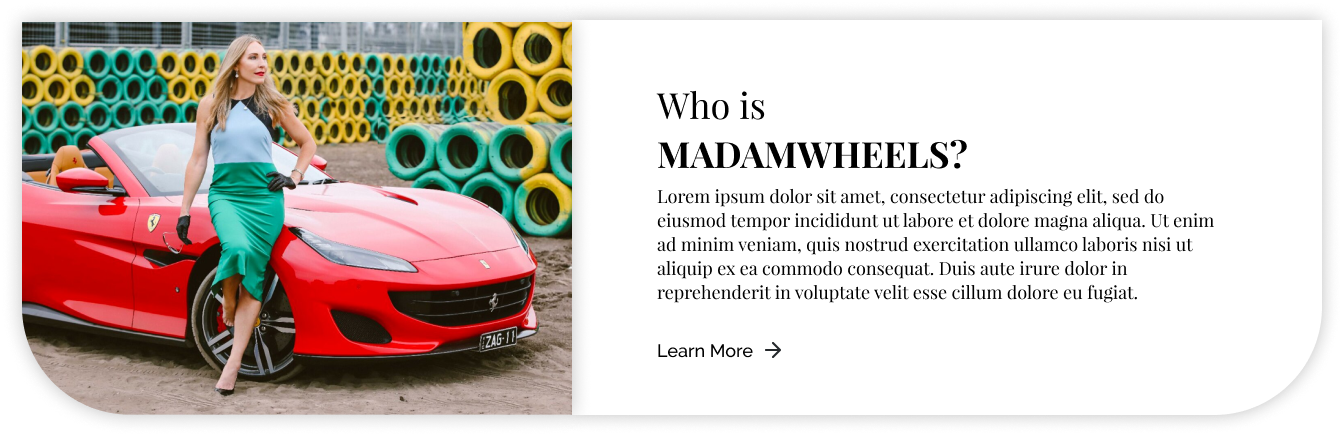 Who is
MADAMWHEELS?
Lorem ipsum dolor sit amet, consectetur adipiscing elit, sed do
eiusmod tempor incididunt ut labore et dolore magna aliqua. Ut enim
ad minim veniam, quis nostrud exercitation ullamco laboris nisi ut
aliquip ex ea commodo consequat. Duis aute irure dolor in
reprehenderit in voluptate velit esse cillum dolore eu fugiat.
Learn More →
ZAG-11